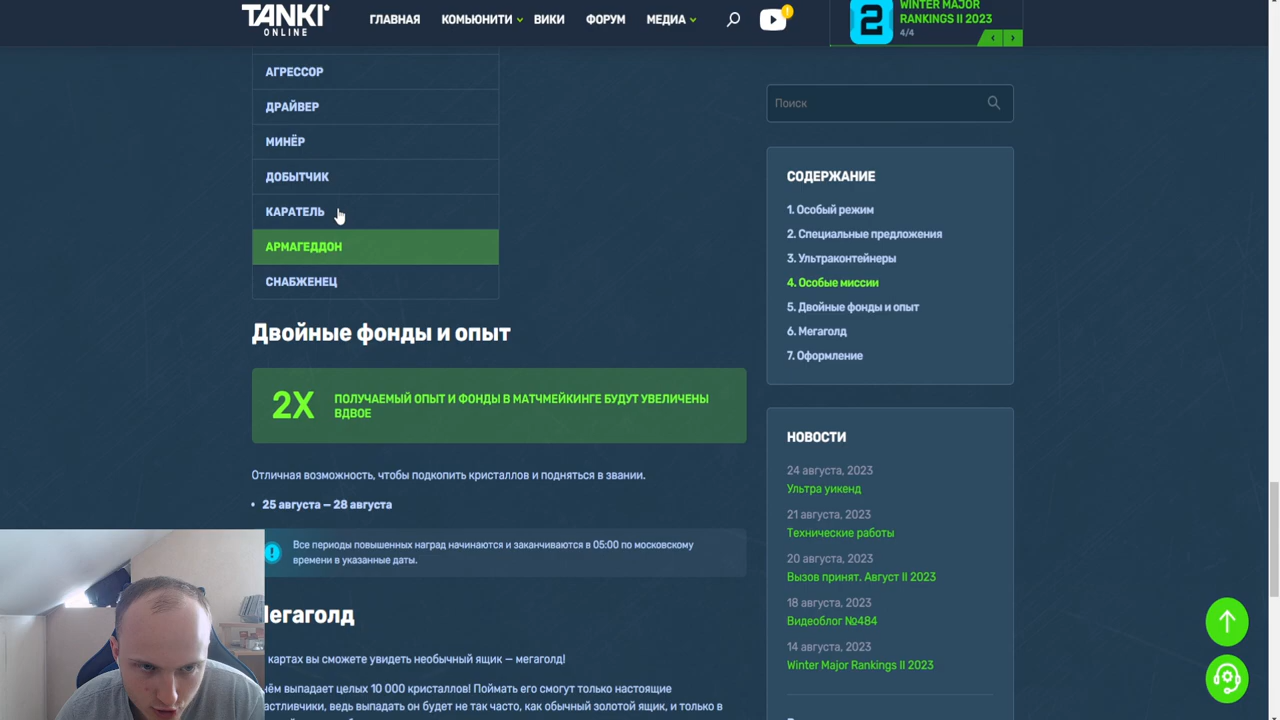 TANKI
ONLINE
ГЛАВНАЯ
КОМЬЮНИТИ
ВИКИ
ФОРУМ
МЕДИА
2
WINTER MAJOR
RANKINGS II 2023
4/4
АГРЕССОР
ДРАЙВЕР
МИНЁР
ДОБЫТЧИК
КАРАТЕЛЬ
АРМАГЕДДОН
СНАБЖЕНЕЦ
Двойные фонды и опыт
2X
ПОЛУЧАЕМЫЙ ОПЫТ И ФОНДЫ В МАТЧМЕЙКИНГЕ БУДУТ УВЕЛИЧЕНЫ
ВДВОЕ
Отличная возможность, чтобы подкопить кристаллов и подняться в звании.
• 25 августа – 28 августа
Все периоды повышенных наград начинаются и заканчиваются в 05:00 по московскому
времени в указанные даты.
егаголд
картах вы сможете увидеть необычный ящик – мегаголд!
нём выпадает целых 10 000 кристаллов! Поймать его смогут только настоящие
астливчики, ведь выпадать он будет не так часто, как обычный золотой ящик, и только в
Поиск
СОДЕРЖАНИЕ
1. Особый режим
2. Специальные предложения
3. Ультраконтейнеры
4. Особые миссии
5. Двойные фонды и опыт
6. Мегаголд
7. Оформление
НОВОСТИ
24 августа, 2023
Ультра уикенд
21 августа, 2023
Технические работы
20 августа, 2023
Вызов принят. Август II 2023
18 августа, 2023
Видеоблог №484
14 августа, 2023
Winter Major Rankings II 2023